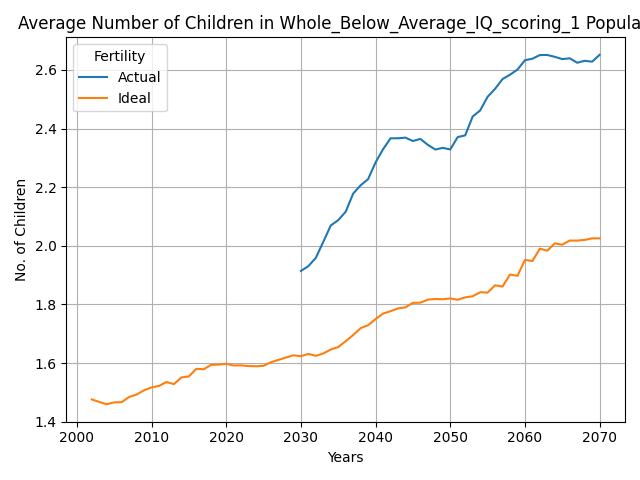 Average Number of Children in Whole_Below_Average_IQ_scoring_1 Popula
Fertility
Actual
Ideal
2.6
2.4
2.2
2.0
1.8
1.6
1.4
No. of Children
2000 2010 2020 2030 2040 2050 2060 2070
Years